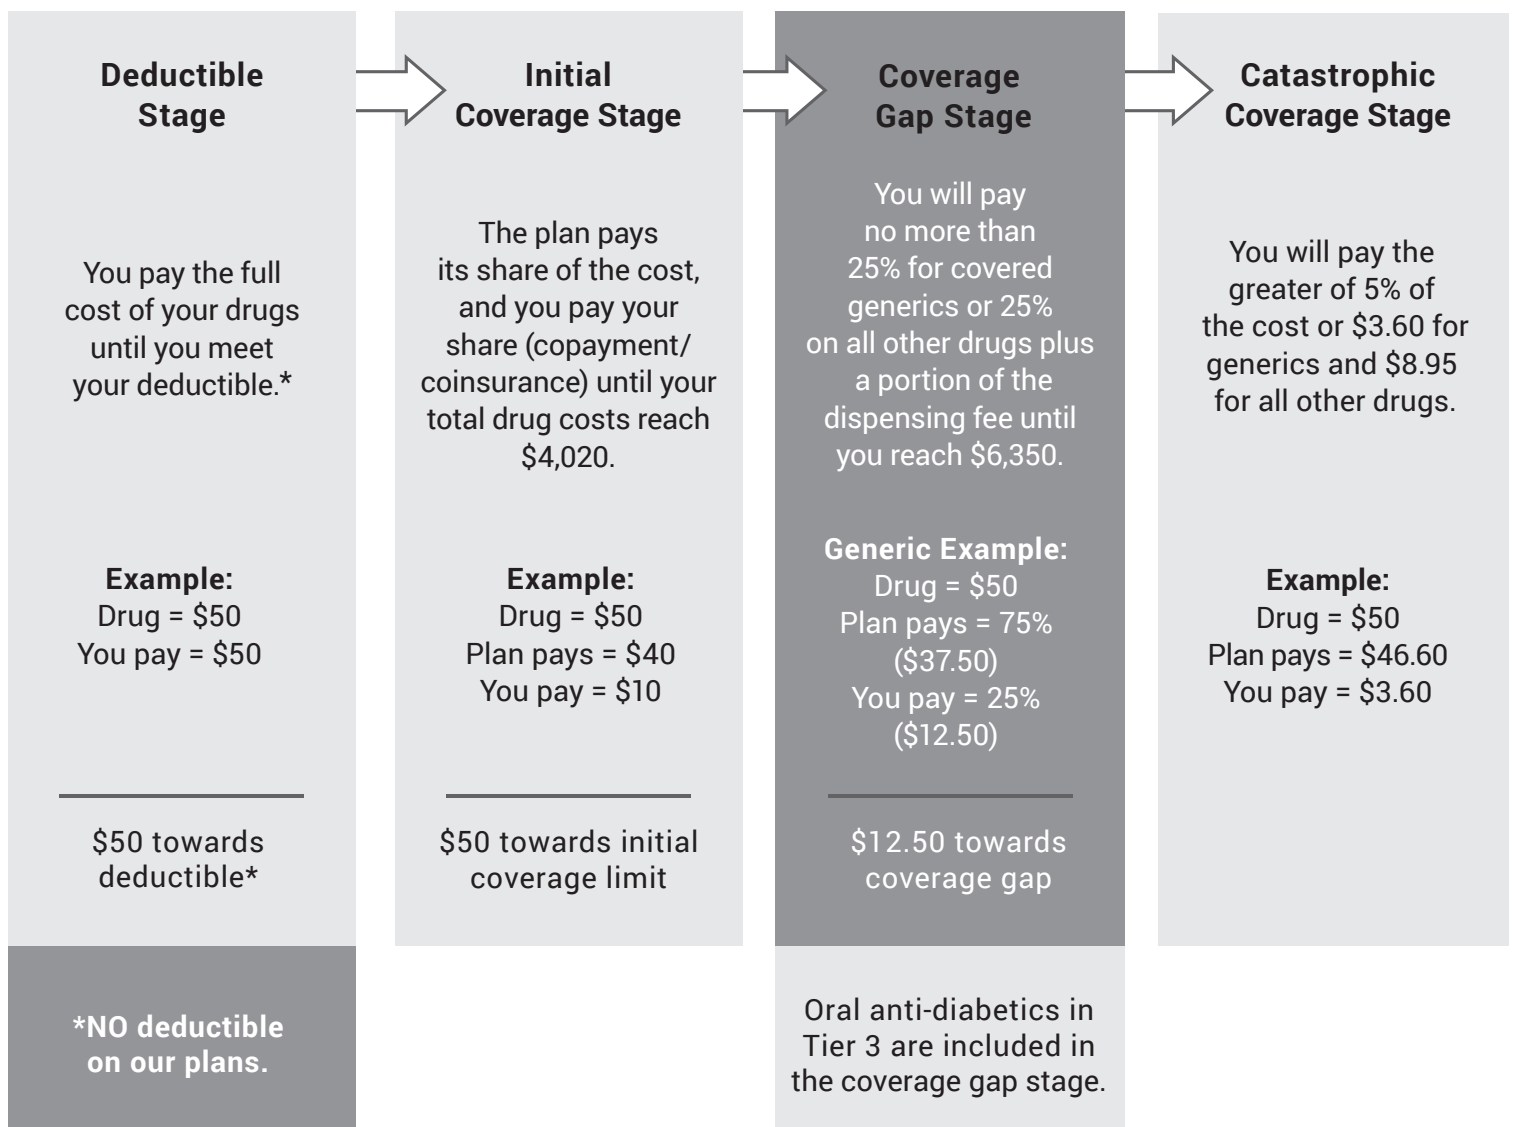 Deductible
Stage
You pay the full
cost of your drugs
until you meet
your deductible.*
Example:
Drug = $50
You pay = $50
$50 towards
deductible*
*NO deductible
on our plans.
Initial
Coverage Stage
The plan pays
its share of the cost,
and you pay your
share (copayment/
coinsurance) until your
total drug costs reach
$4,020.
Example:
Drug = $50
Plan pays = $40
You pay = $10
$50 towards initial
coverage limit
Coverage
Gap Stage
You will pay
no more than
25% for covered
generics or 25%
on all other drugs plus
a portion of the
dispensing fee until
you reach $6,350.
Generic Example:
Drug = $50
Plan pays = 75%
($37.50)
You pay = 25%
($12.50)
$12.50 towards
coverage gap
Oral anti-diabetics in
Tier 3 are included in
the coverage gap stage.
Catastrophic
Coverage Stage
You will pay the
greater of 5% of
the cost or $3.60 for
generics and $8.95
for all other drugs.
Example:
Drug = $50
Plan pays = $46.60
You pay = $3.60